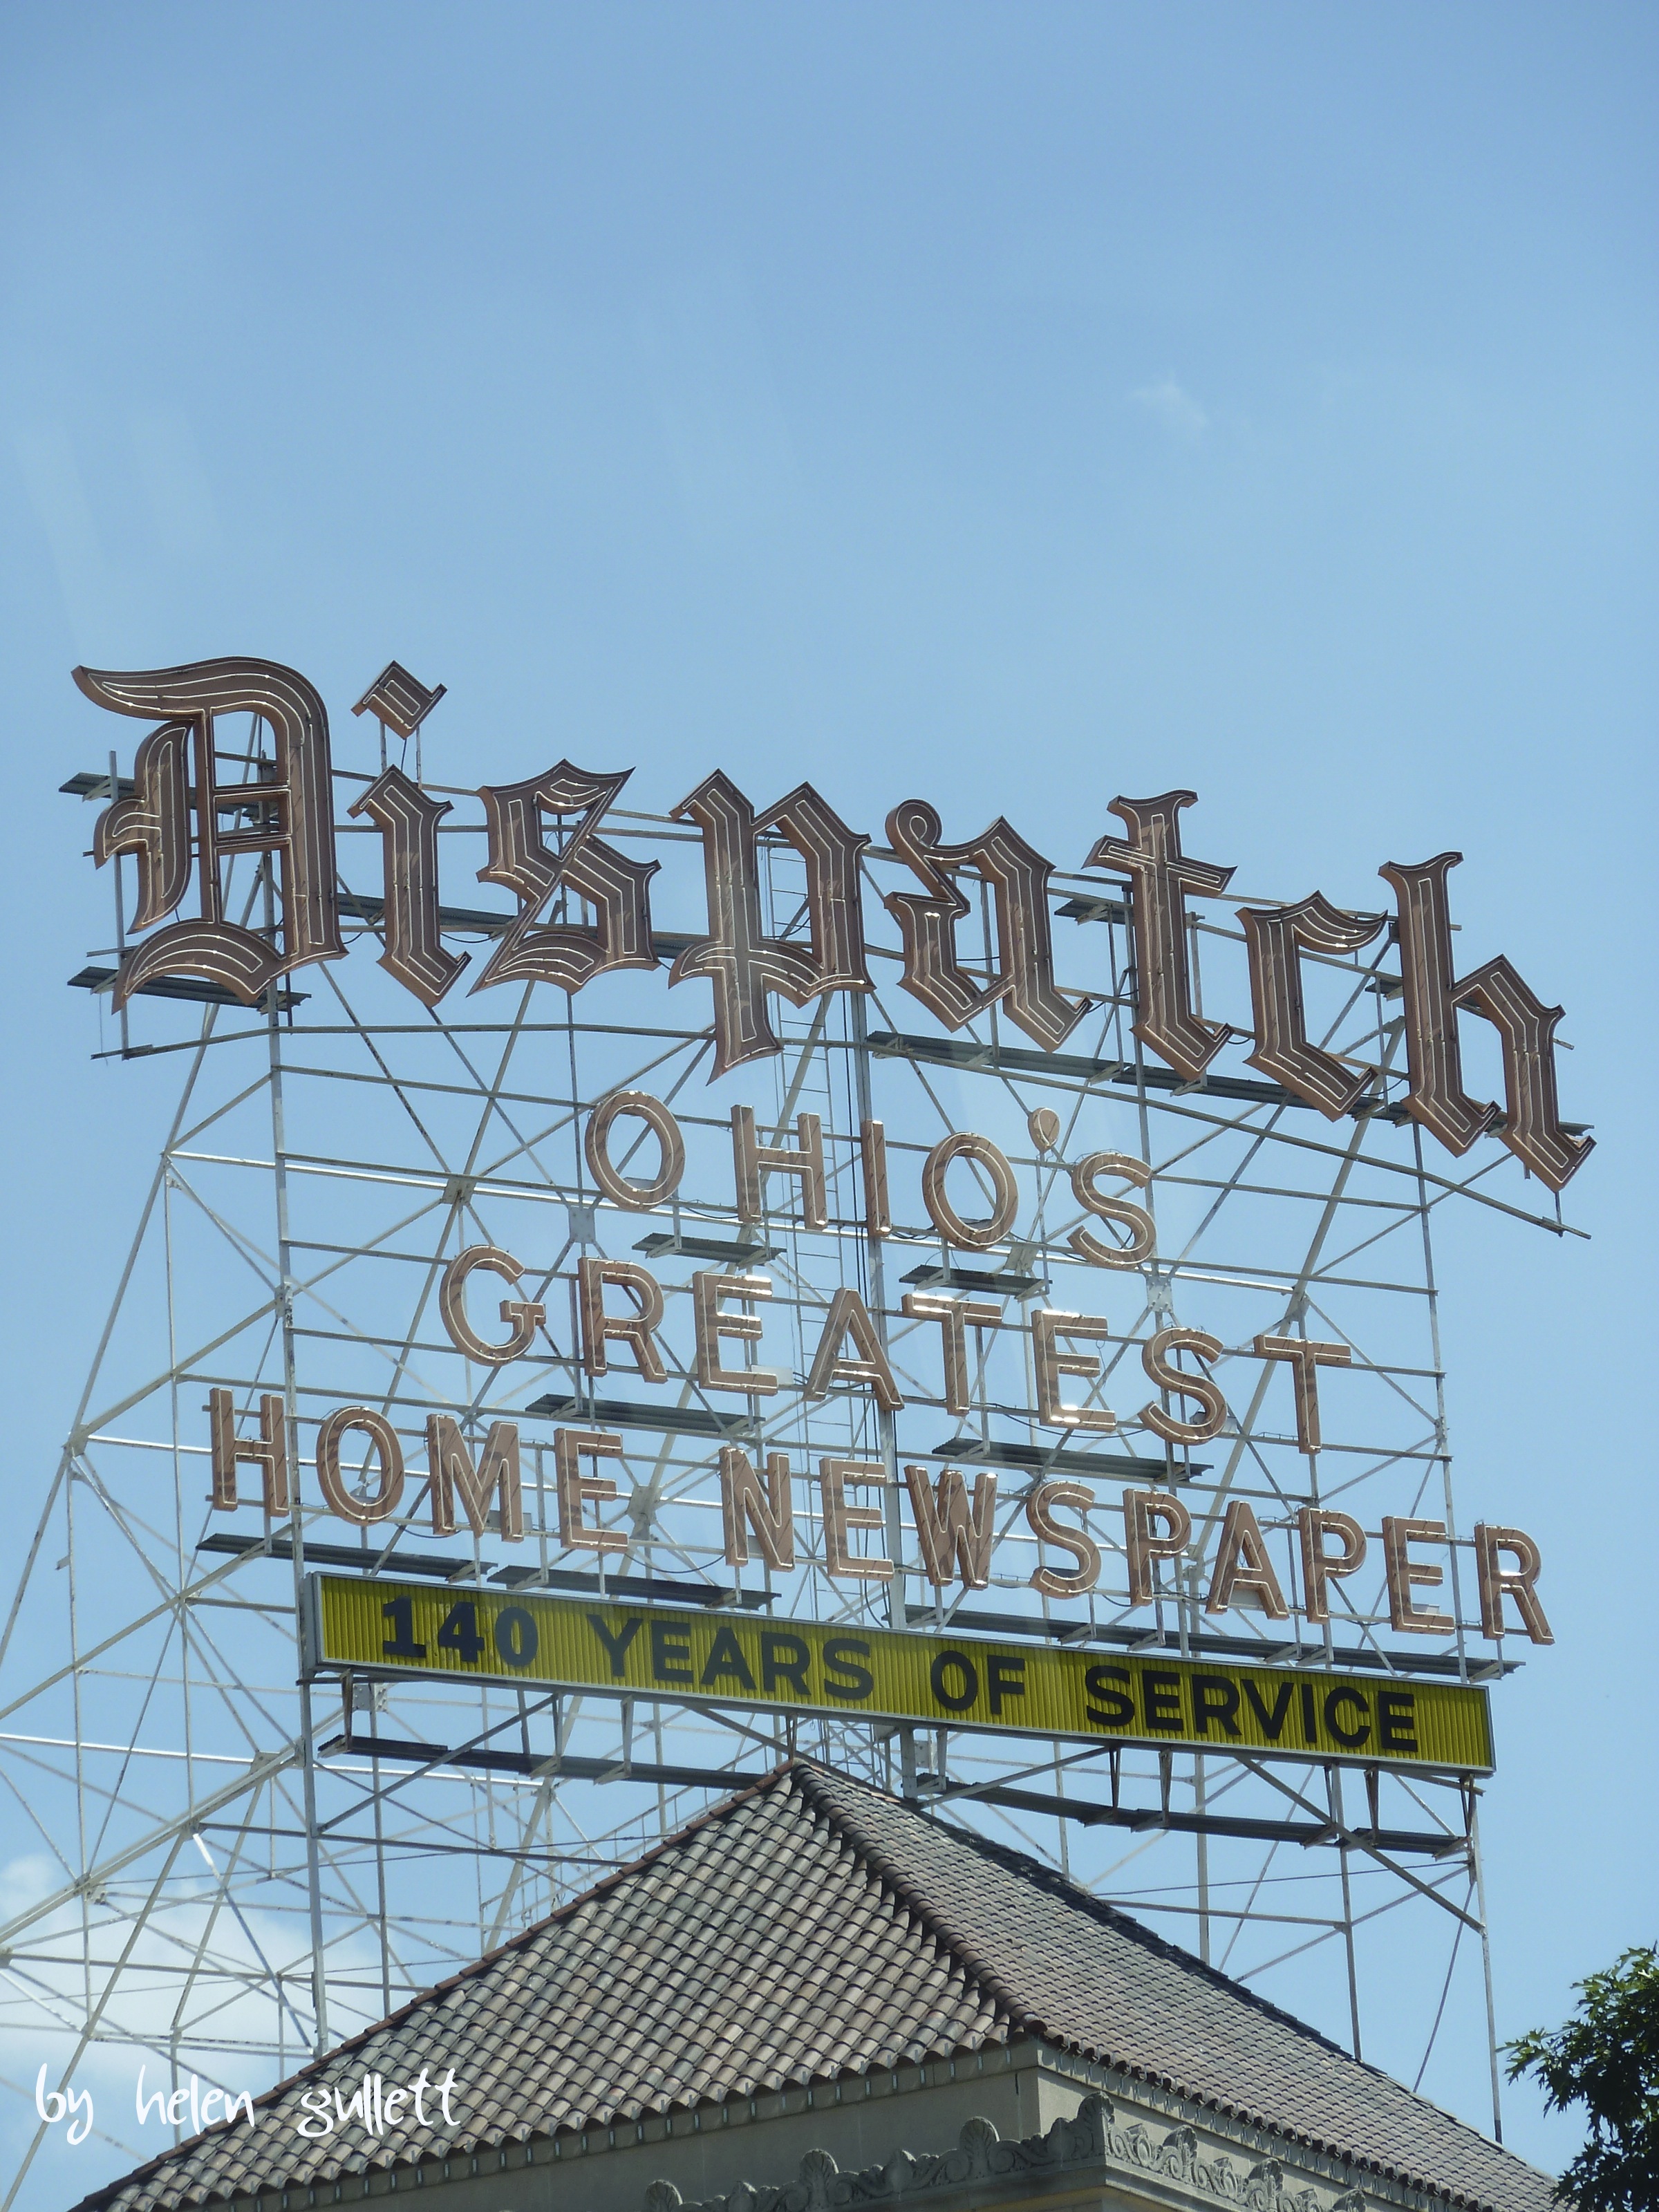 Dispatch
OHIO'S
GREATEST
HOME NEWSPAPER
140 YEARS OF SERVICE
by helen gullett